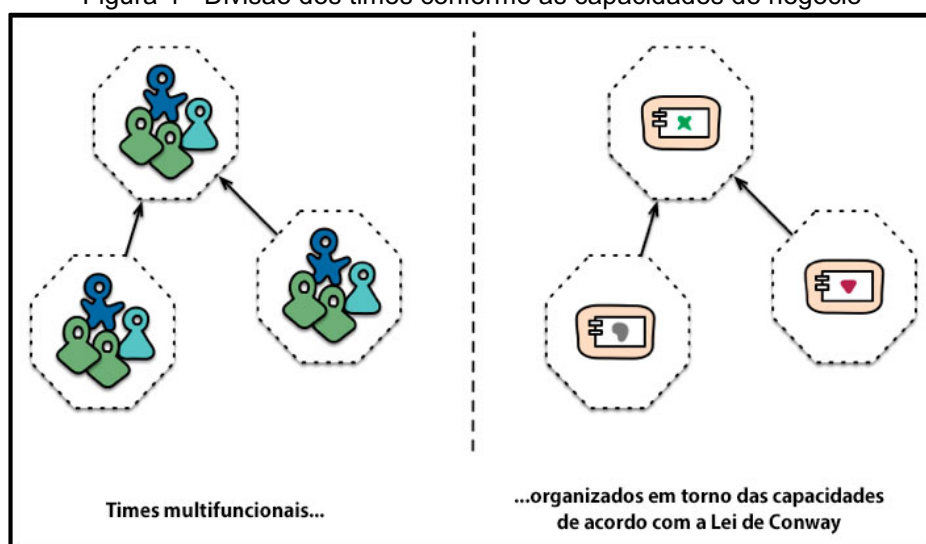 Figura 4 - Divisão dos times conforme as capacidades de negócio
Times multifuncionais...
...organizados em torno das capacidades
de acordo com a Lei de Conway